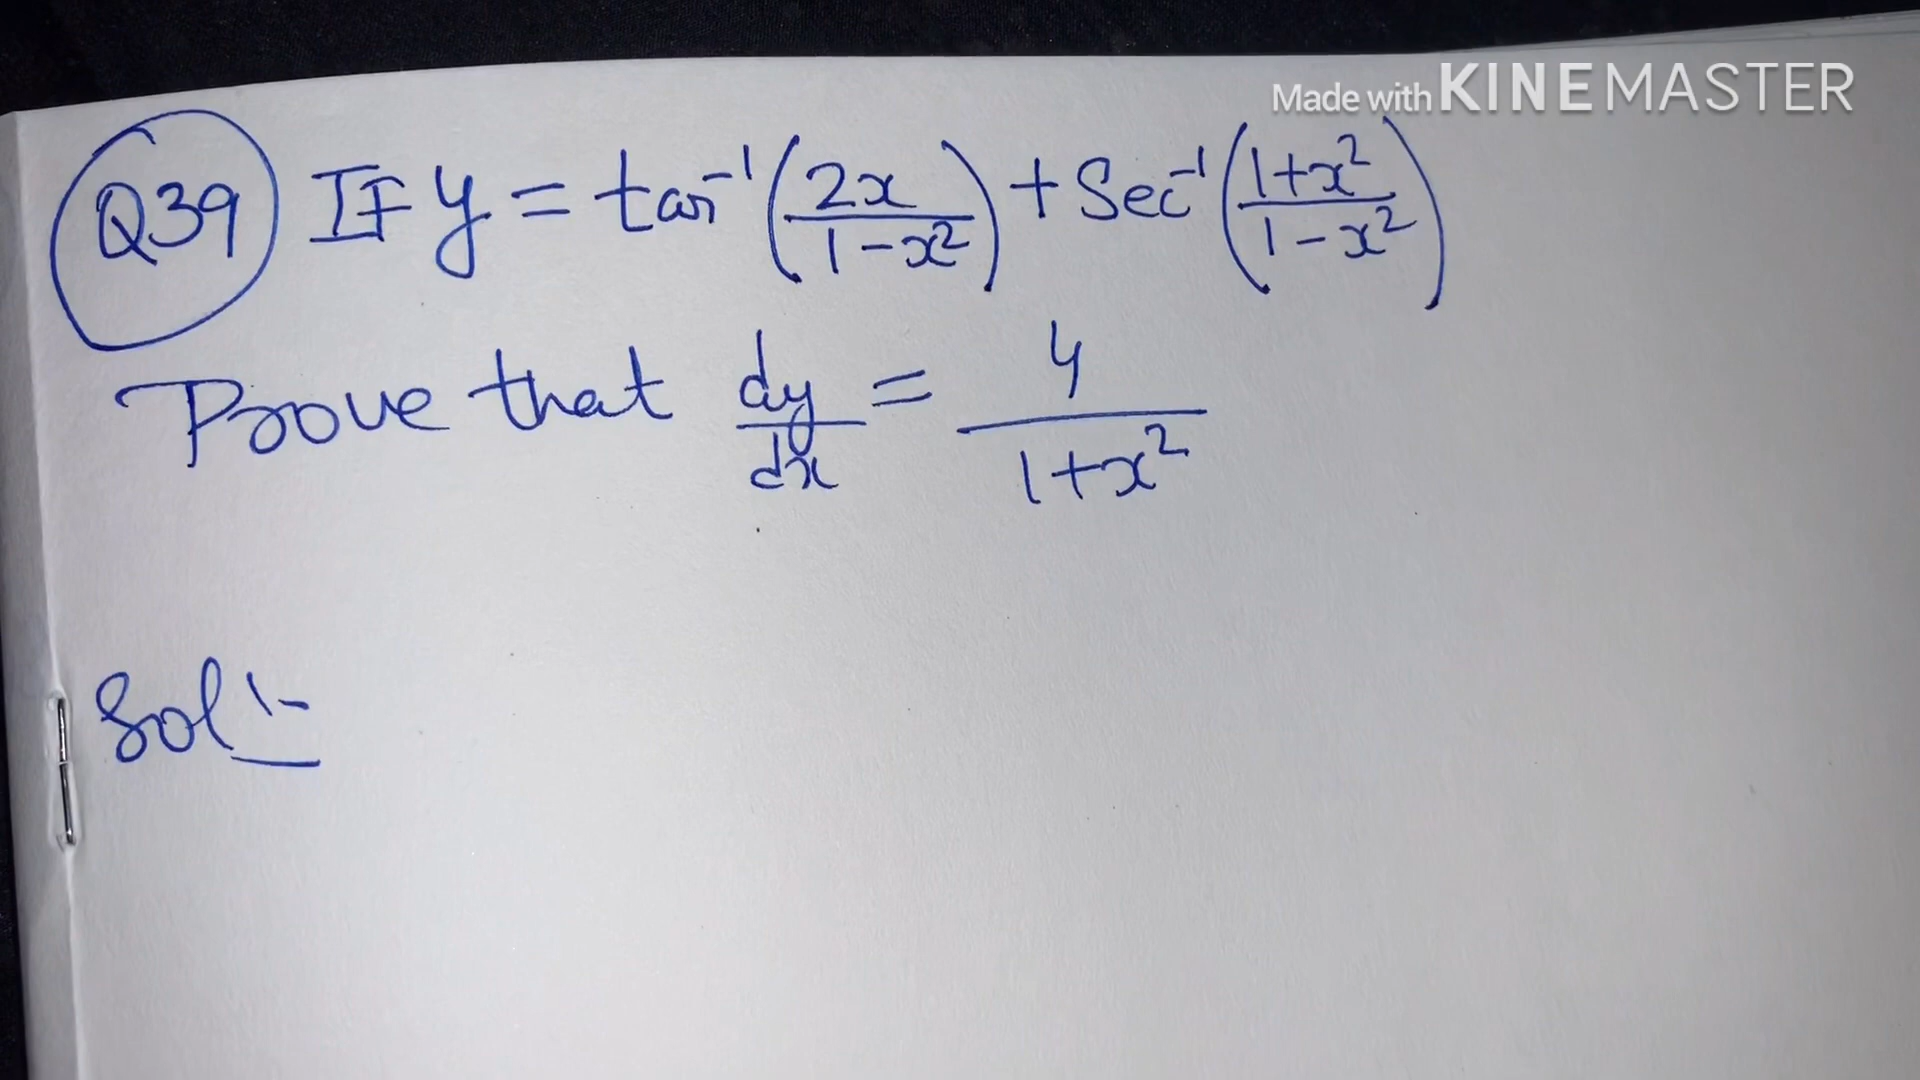 Made with KINEMASTER
Q39 If y = tan⁻¹(2x/(1-x²)) + Sec⁻¹((1+x²)/(1-x²))
Prove that dy/dx = 4/(1+x²)
Sol:-